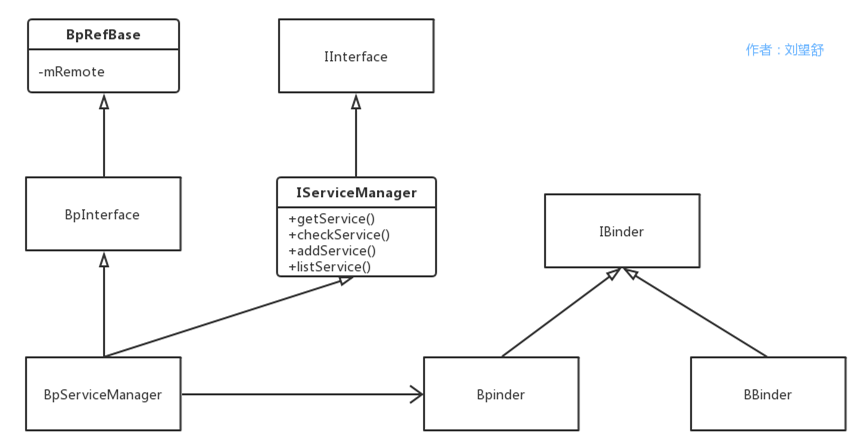 BpRefBase
-mRemote
IInterface
作者：刘望舒
BpInterface
IServiceManager
+getService()
+checkService()
+addService()
+listService()
IBinder
BpServiceManager
Bpinder
BBinder